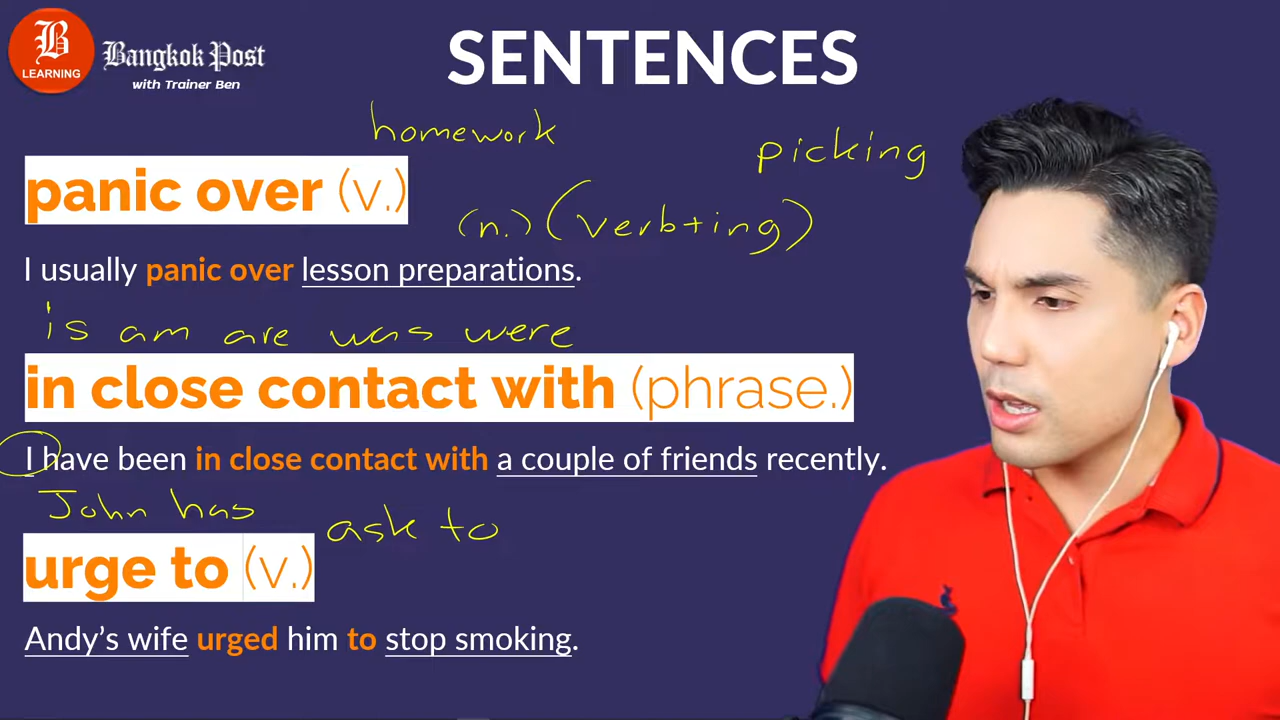 B
LEARNING
Bangkok Post
with Trainer Ben
SENTENCES
homework
picking
panic over (v.)
(n.) (verb+ing)
I usually panic over lesson preparations.
is am are was were
in close contact with (phrase.)
I have been in close contact with a couple of friends recently.
John has
ask to
urge to (v.)
Andy's wife urged him to stop smoking.